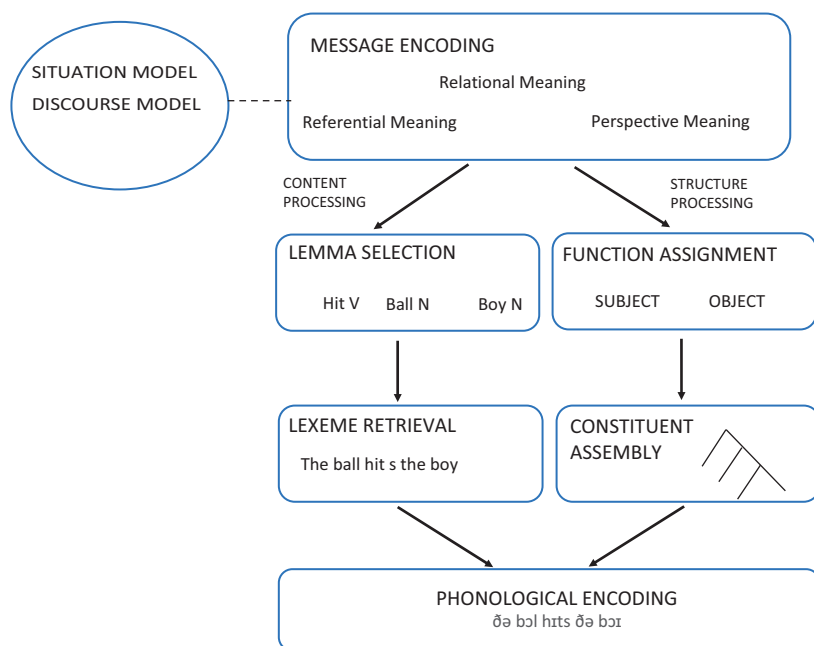 SITUATION MODEL
DISCOURSE MODEL
MESSAGE ENCODING
Relational Meaning
Referential Meaning
Perspective Meaning
CONTENT
PROCESSING
STRUCTURE
PROCESSING
LEMMA SELECTION
Hit V Ball N Boy N
FUNCTION ASSIGNMENT
SUBJECT OBJECT
LEXEME RETRIEVAL
The ball hit s the boy
CONSTITUENT
ASSEMBLY
PHONOLOGICAL ENCODING
ðə bɔl hɪts ðə bɔɪ